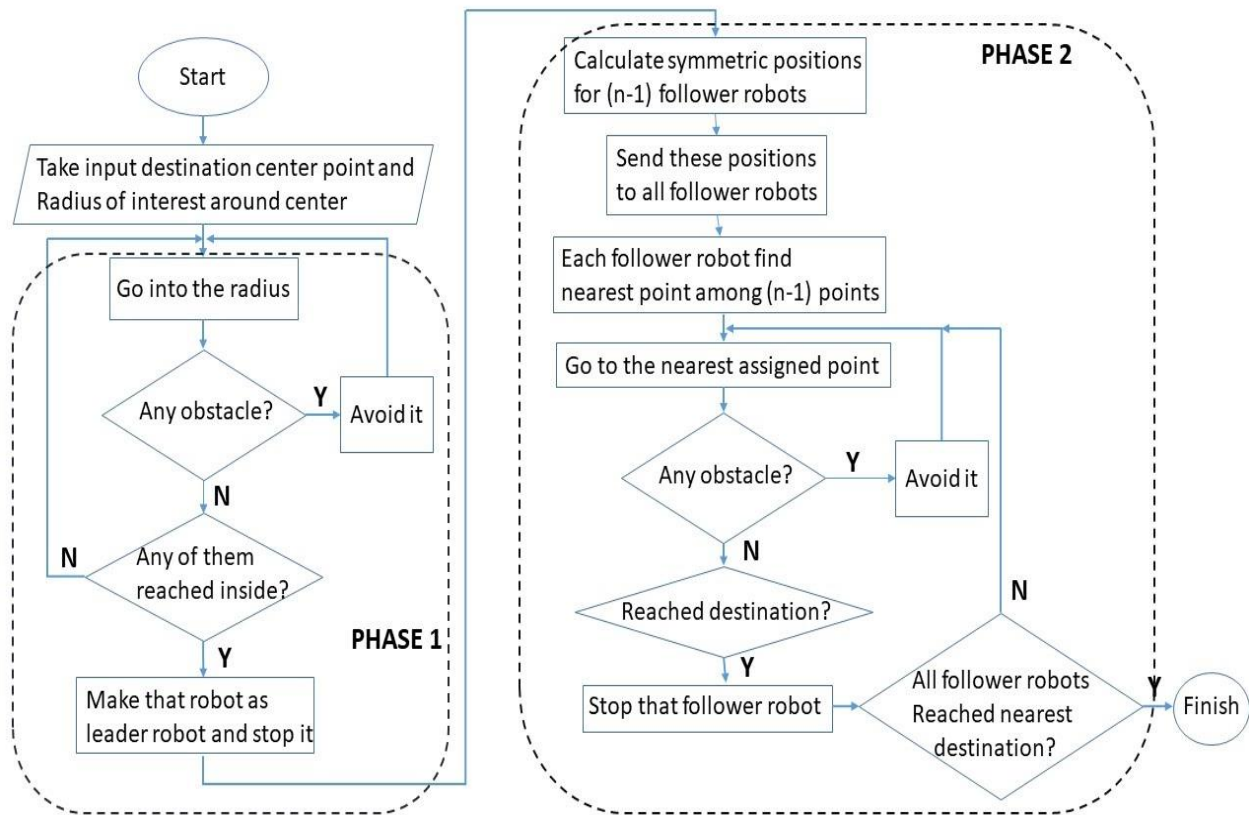 Start
Take input destination center point and
Radius of interest around center
Go into the radius
Any obstacle?
Y
Avoid it
N
Any of them
reached inside?
N
Y
PHASE 1
Make that robot as
leader robot and stop it
PHASE 2
Calculate symmetric positions
for (n-1) follower robots
Send these positions
to all follower robots
Each follower robot find
nearest point among (n-1) points
Go to the nearest assigned point
Any obstacle?
Y
Avoid it
N
Reached destination?
Y
Stop that follower robot
N
All follower robots
Reached nearest
destination?
Y
Finish